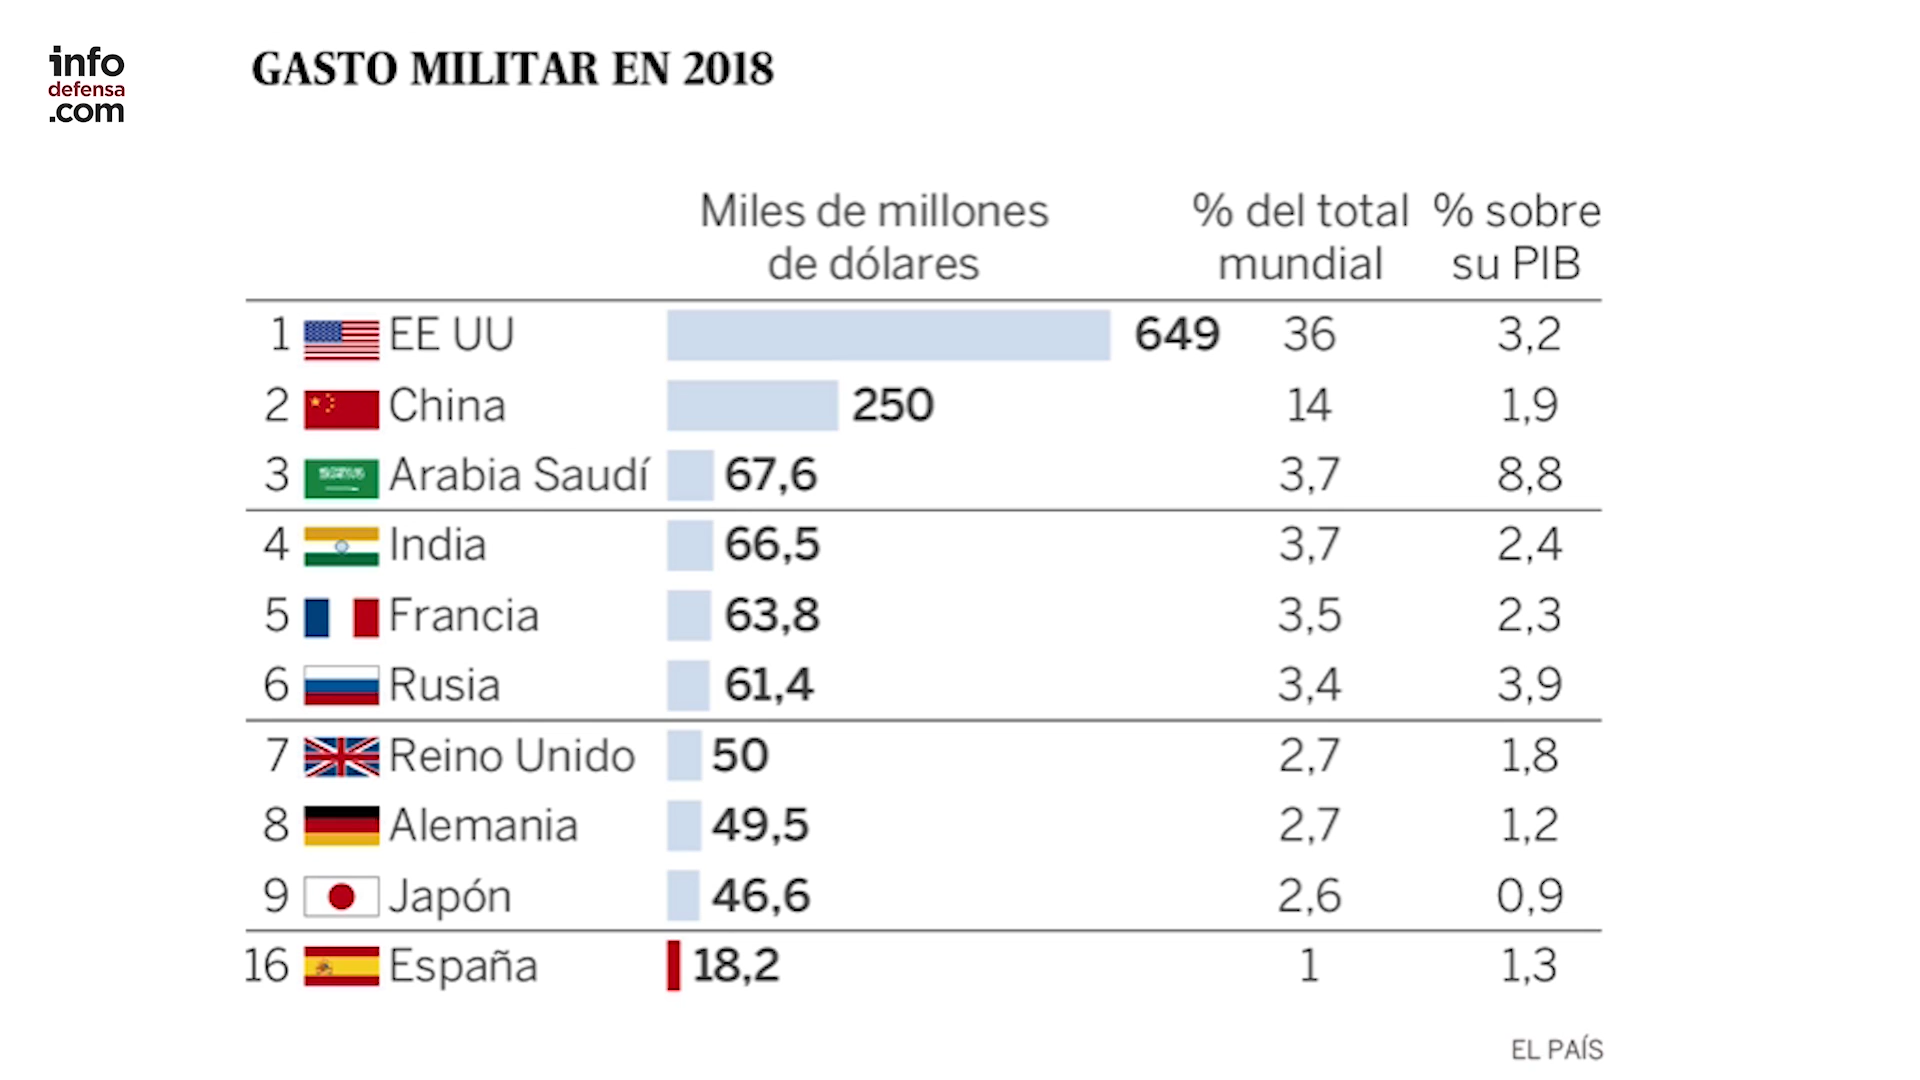 info
defensa
.com
GASTO MILITAR EN 2018
Miles de millones de dólares
% del total mundial
% sobre su PIB
1 EE UU 649 36 3,2
2 China 250 14 1,9
3 Arabia Saudí 67,6 3,7 8,8
4 India 66,5 3,7 2,4
5 Francia 63,8 3,5 2,3
6 Rusia 61,4 3,4 3,9
7 Reino Unido 50 2,7 1,8
8 Alemania 49,5 2,7 1,2
9 Japón 46,6 2,6 0,9
16 España 18,2 1 1,3
EL PAÍS